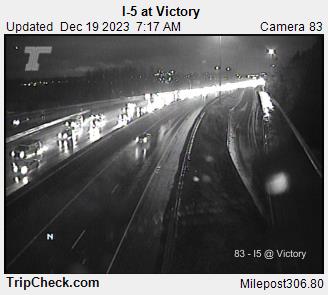 I-5 at Victory
Updated  Dec 19 2023  7:17 AM
Camera 83
T
N
83 - I5 @ Victory
TripCheck.com
Milepost306.80